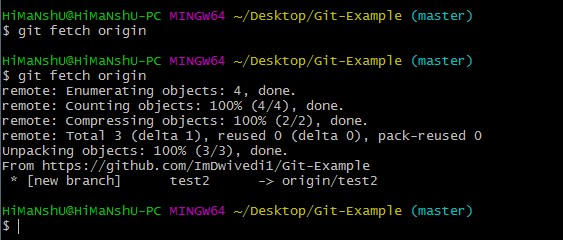 HiMaNshU@HiMaNshU-PC MINGW64 ~/Desktop/Git-Example (master)
$ git fetch origin
HiMaNshU@HiMaNshU-PC MINGW64 ~/Desktop/Git-Example (master)
$ git fetch origin
remote: Enumerating objects: 4, done.
remote: Counting objects: 100% (4/4), done.
remote: Compressing objects: 100% (2/2), done.
remote: Total 3 (delta 1), reused 0 (delta 0), pack-reused 0
Unpacking objects: 100% (3/3), done.
From https://github.com/ImDwivedi1/Git-Example
 * [new branch]      test2      -> origin/test2
HiMaNshU@HiMaNshU-PC MINGW64 ~/Desktop/Git-Example (master)
$